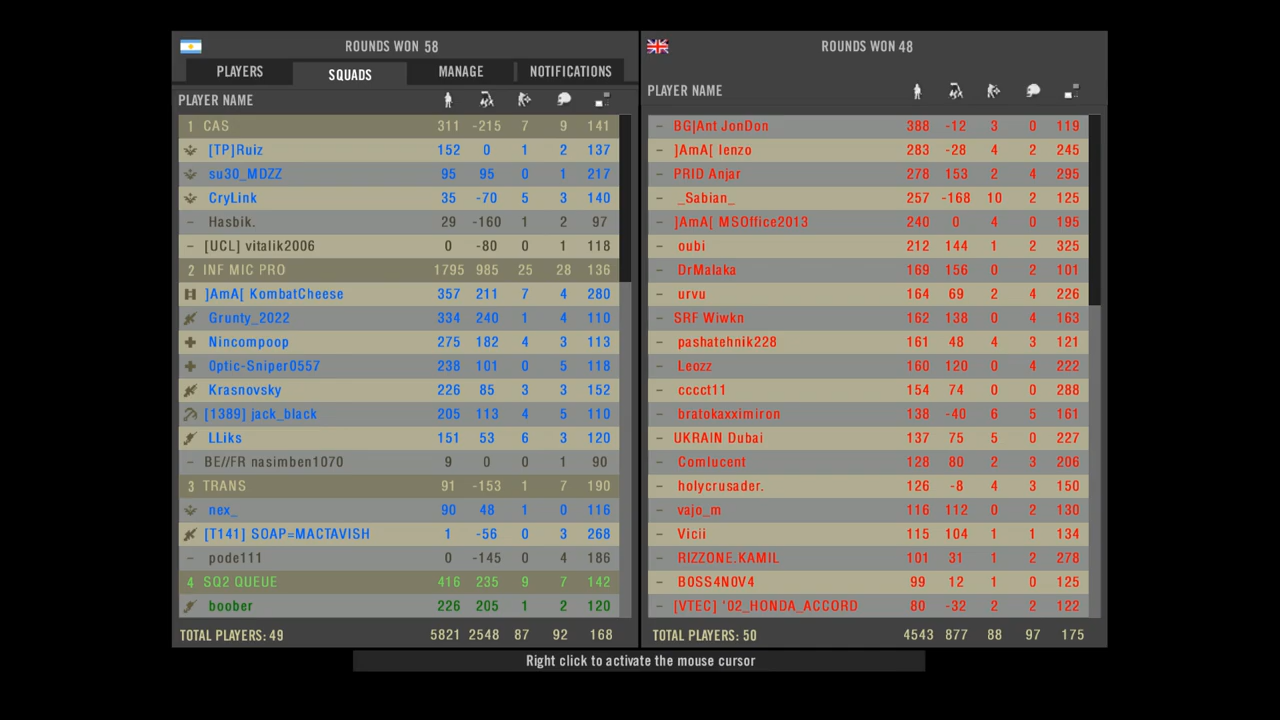 ROUNDS WON 58
PLAYERS SQUADS MANAGE NOTIFICATIONS
PLAYER NAME
1 CAS 311 -215 7 9 141
[TP]Ruiz 152 0 1 2 137
su30_MDZZ 95 95 0 1 217
CryLink 35 -70 5 3 140
- Hasbik. 29 -160 1 2 97
- [UCL] vitalik2006 0 -80 0 1 118
2 INF MIC PRO 1795 985 25 28 136
]AmA[ KombatCheese 357 211 7 4 280
Grunty_2022 334 240 1 4 110
Nincompoop 275 182 4 3 113
Optic-Sniper0557 238 101 0 5 118
Krasnovsky 226 85 3 3 152
[1389] jack_black 205 113 4 5 110
LLiks 151 53 6 3 120
- BE//FR nasimben1070 9 0 0 1 90
3 TRANS 91 -153 1 7 190
nex_ 90 48 1 0 116
[T141] SOAP=MACTAVISH 1 -56 0 3 268
- pode111 0 -145 0 4 186
4 SQ2 QUEUE 416 235 9 7 142
boober 226 205 1 2 120
TOTAL PLAYERS: 49 5821 2548 87 92 168
ROUNDS WON 48
PLAYER NAME
- BG|Ant JonDon 388 -12 3 0 119
- ]AmA[ lenzo 283 -28 4 2 245
- PRID Anjar 278 153 2 4 295
- _Sabian_ 257 -168 10 2 125
- ]AmA[ MSOffice2013 240 0 4 0 195
- oubi 212 144 1 2 325
- DrMalaka 169 156 0 2 101
- urvu 164 69 2 4 226
- SRF Wiwkn 162 138 0 4 163
- pashatehnik228 161 48 4 3 121
- Leozz 160 120 0 4 222
- cccct11 154 74 0 0 288
- bratokaxximiron 138 -40 6 5 161
- UKRAIN Dubai 137 75 5 0 227
- Comlucent 128 80 2 3 206
- holycrusader. 126 -8 4 3 150
- vajo_m 116 112 0 2 130
- Vicii 115 104 1 1 134
- RIZZONE.KAMIL 101 31 1 2 278
- B0SS4N0V4 99 12 1 0 125
- [VTEC] '02_HONDA_ACCORD 80 -32 2 2 122
TOTAL PLAYERS: 50 4543 877 88 97 175
Right click to activate the mouse cursor